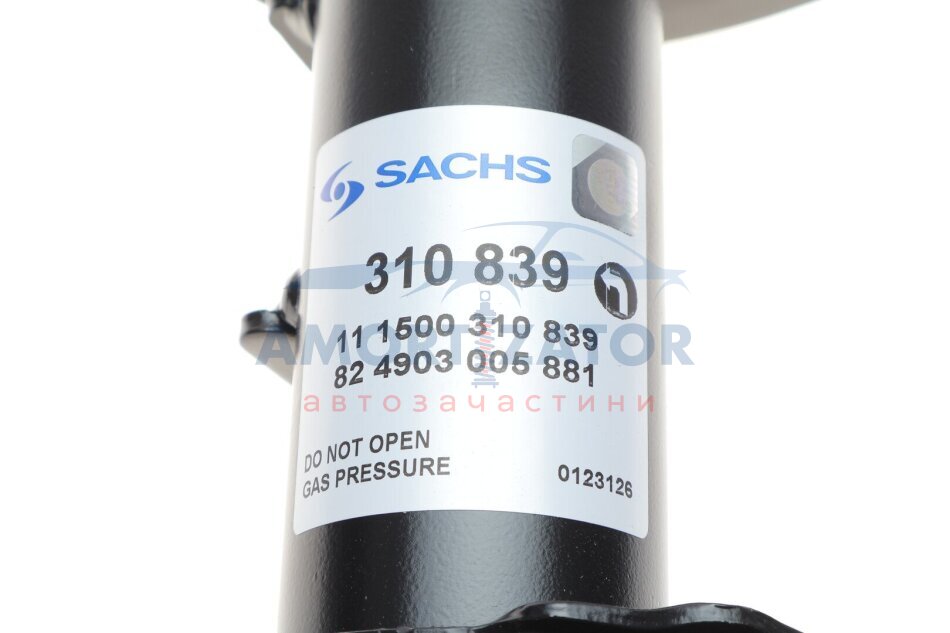 SACHS
310 839
11 1500 310 839
AMORTIZATOR
82 4903 005 881
автозачастини
DO NOT OPEN
GAS PRESSURE
0123126